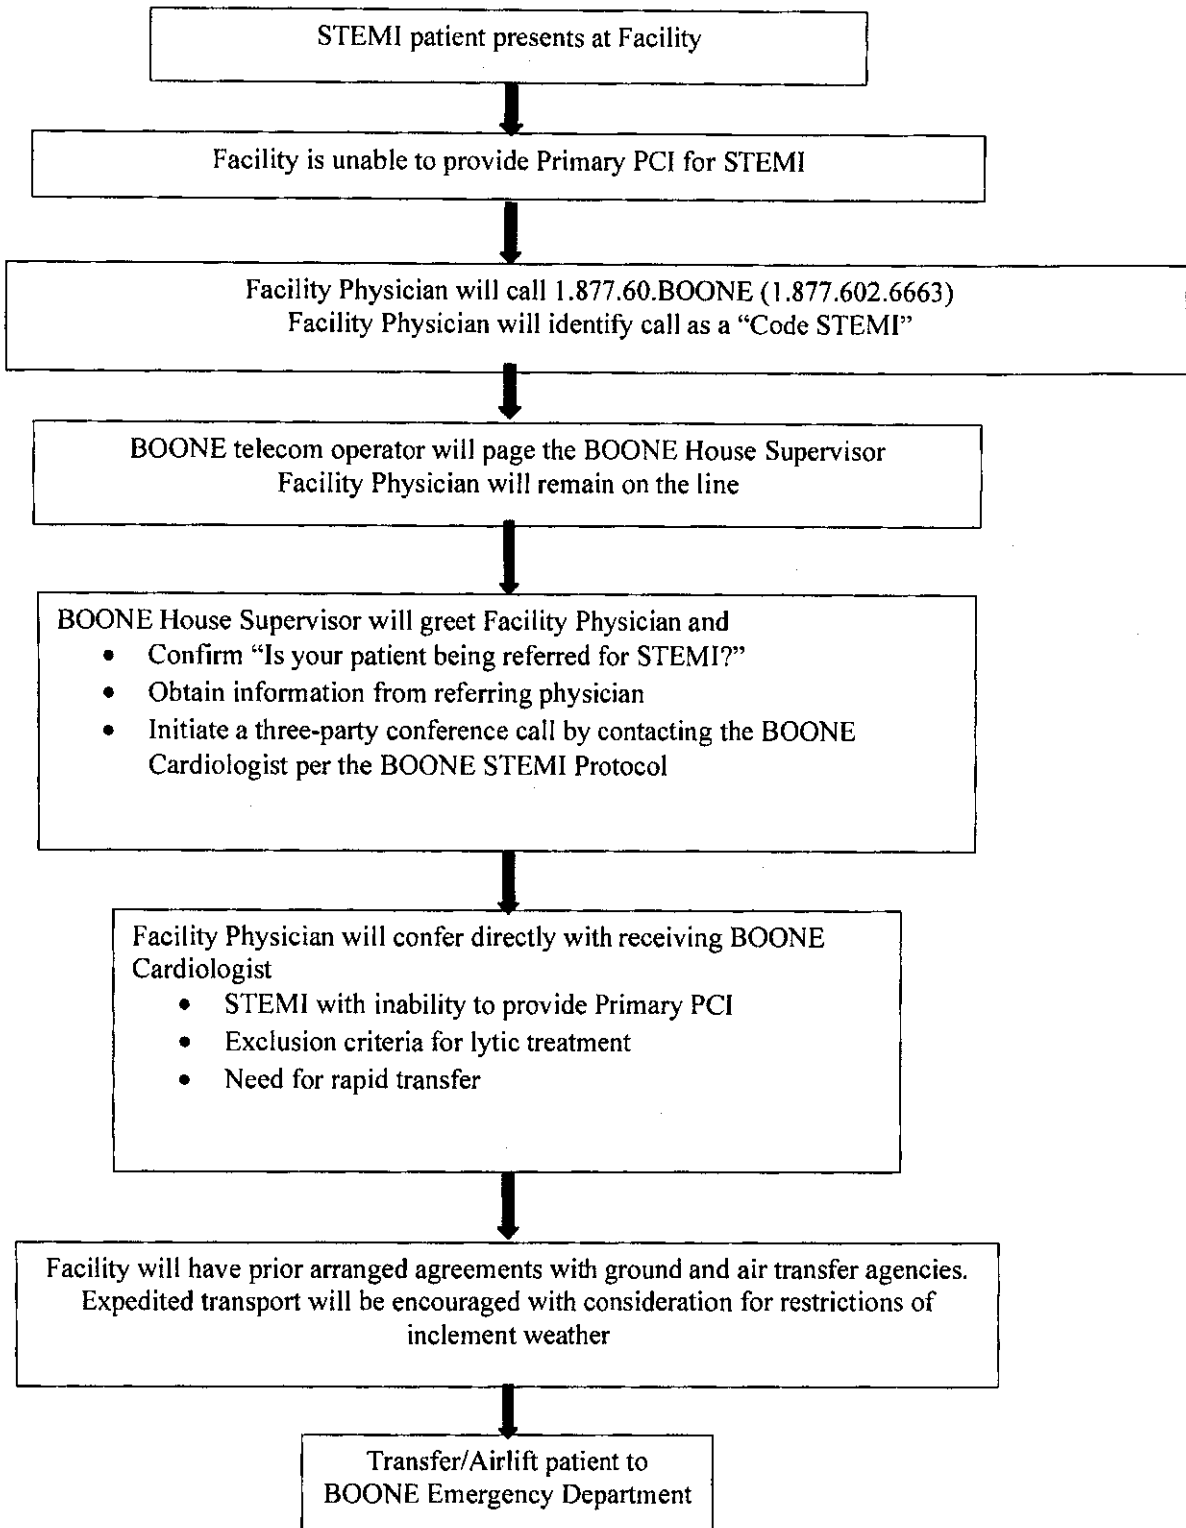 STEMI patient presents at Facility
Facility is unable to provide Primary PCI for STEMI
Facility Physician will call 1.877.60.BOONE (1.877.602.6663)
Facility Physician will identify call as a “Code STEMI”
BOONE telecom operator will page the BOONE House Supervisor
Facility Physician will remain on the line
BOONE House Supervisor will greet Facility Physician and
• Confirm “Is your patient being referred for STEMI?”
• Obtain information from referring physician
• Initiate a three-party conference call by contacting the BOONE
Cardiologist per the BOONE STEMI Protocol
Facility Physician will confer directly with receiving BOONE
Cardiologist
• STEMI with inability to provide Primary PCI
• Exclusion criteria for lytic treatment
• Need for rapid transfer
Facility will have prior arranged agreements with ground and air transfer agencies.
Expedited transport will be encouraged with consideration for restrictions of
inclement weather
Transfer/Airlift patient to
BOONE Emergency Department